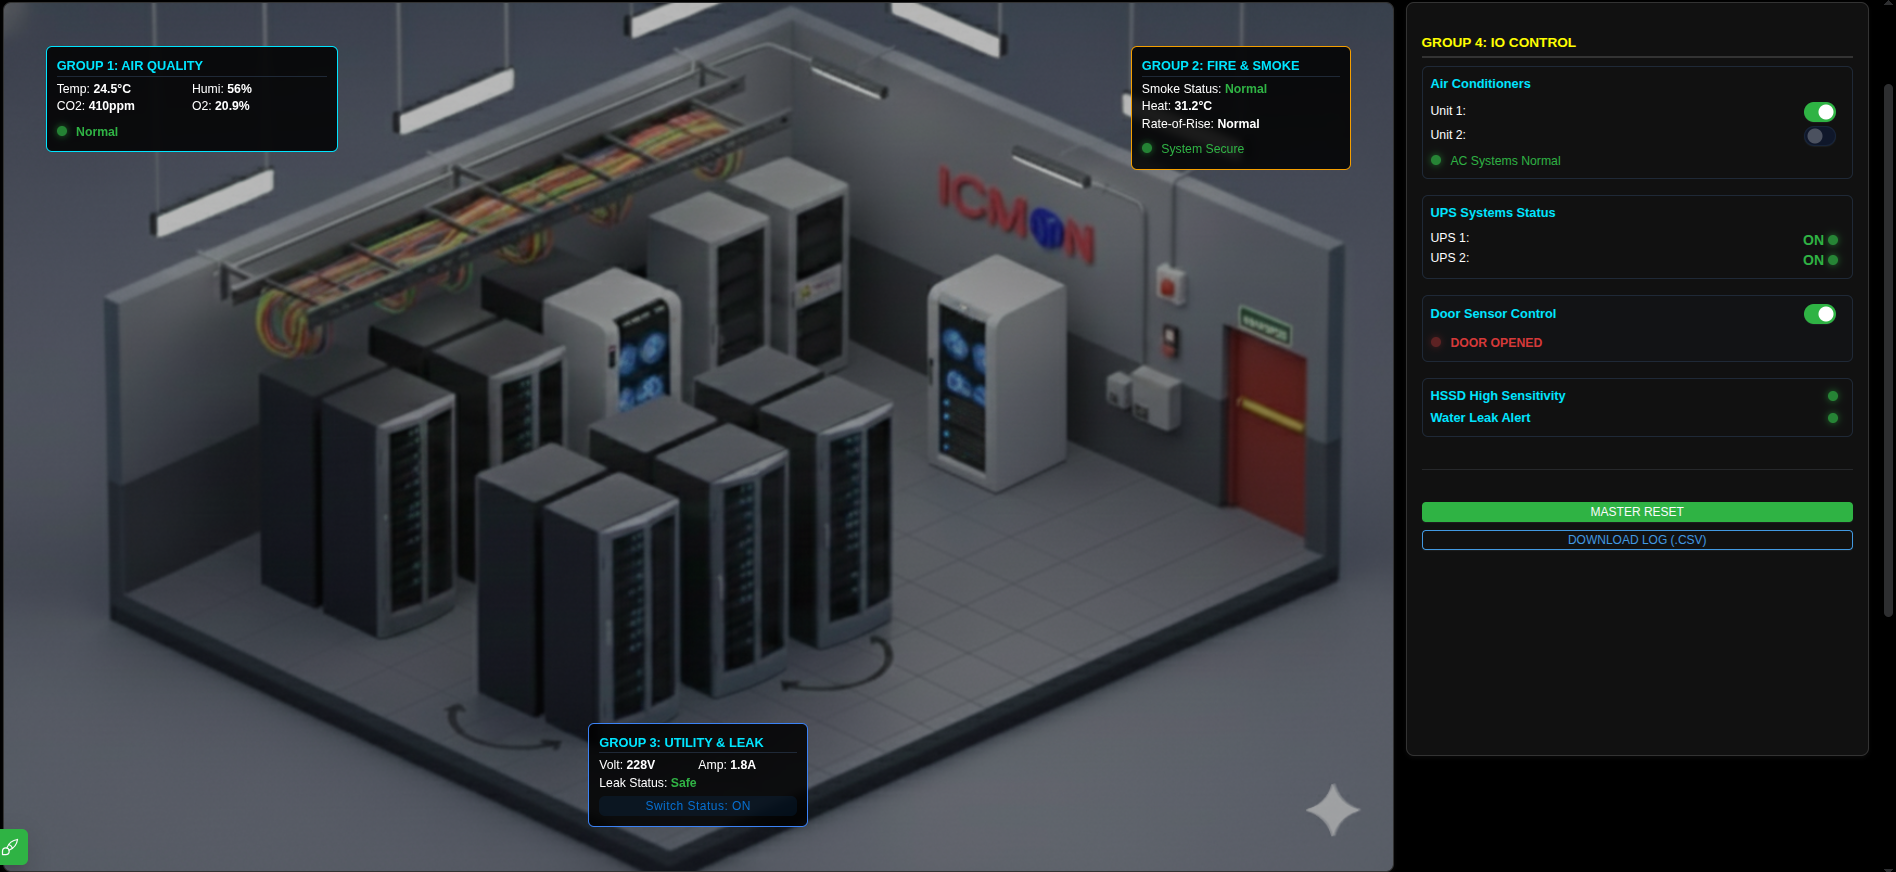 GROUP 1: AIR QUALITY
Temp: 24.5°C Humi: 56%
CO2: 410ppm O2: 20.9%
Normal
GROUP 2: FIRE & SMOKE
Smoke Status: Normal
Heat: 31.2°C
Rate-of-Rise: Normal
System Secure
ICMON
GROUP 3: UTILITY & LEAK
Volt: 228V Amp: 1.8A
Leak Status: Safe
Switch Status: ON
GROUP 4: IO CONTROL
Air Conditioners
Unit 1:
Unit 2:
AC Systems Normal
UPS Systems Status
UPS 1: ON
UPS 2: ON
Door Sensor Control
DOOR OPENED
HSSD High Sensitivity
Water Leak Alert
MASTER RESET
DOWNLOAD LOG (.CSV)